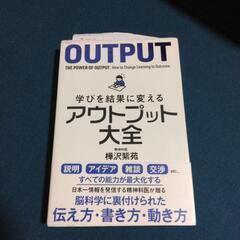 OUTPUT
THE POWER OF OUTPUT: How to Change Learning to Outcome
学びを結果に変える
アウトプット
大全
精神科医
樺沢紫苑
説明 アイデア 雑談 交渉 etc...
すべての能力が最大化する
日本一情報を発信する精神科医が贈る
脳科学に裏付けられた
伝え方・書き方・動き方